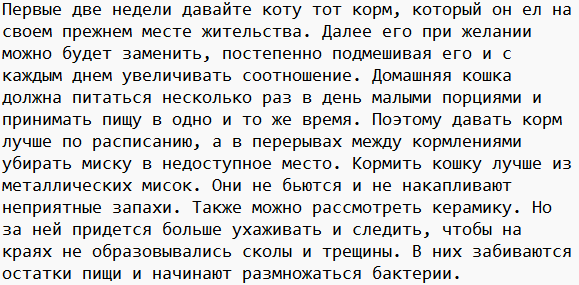 Первые две недели давайте коту тот корм, который он ел на
своем прежнем месте жительства. Далее его при желании
можно будет заменить, постепенно подмешивая его и с
каждым днем увеличивать соотношение. Домашняя кошка
должна питаться несколько раз в день малыми порциями и
принимать пищу в одно и то же время. Поэтому давать корм
лучше по расписанию, а в перерывах между кормлениями
убирать миску в недоступное место. Кормить кошку лучше из
металлических мисок. Они не бьются и не накапливают
неприятные запахи. Также можно рассмотреть керамику. Но
за ней придется больше ухаживать и следить, чтобы на
краях не образовывались сколы и трещины. В них забиваются
остатки пищи и начинают размножаться бактерии.